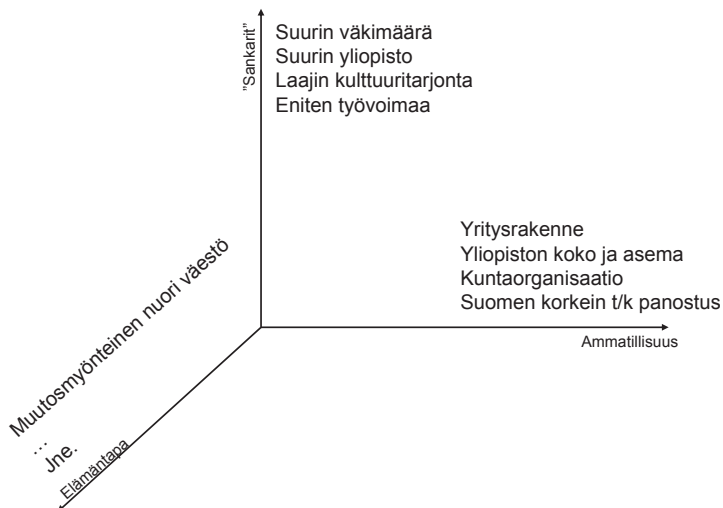 ”Sankarit”
Suurin väkimäärä
Suurin yliopisto
Laajin kulttuuritarjonta
Eniten työvoimaa
Yritysrakenne
Yliopiston koko ja asema
Kuntaorganisaatio
Suomen korkein t/k panostus
Ammatillisuus
Muutosmyönteinen nuori väestö
…
Jne.
Elämäntapa